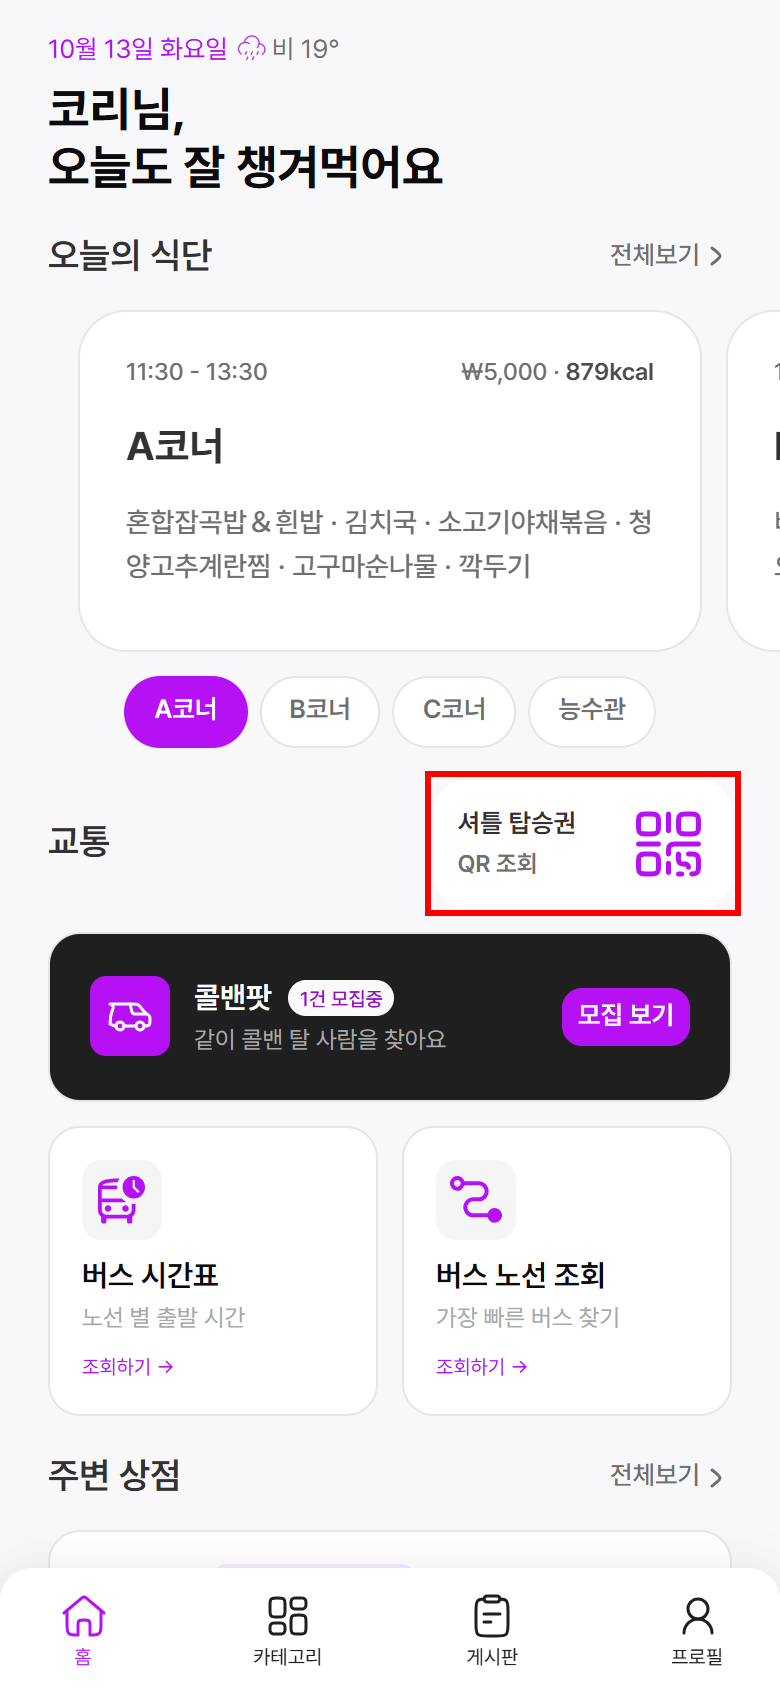 10월 13일 화요일 비 19°
코리님,
오늘도 잘 챙겨먹어요
오늘의 식단 전체보기
11:30 - 13:30 ₩5,000 · 879kcal
A코너
혼합잡곡밥&흰밥 · 김치국 · 소고기야채볶음 · 청
양고추계란찜 · 고구마순나물 · 깍두기
A코너 B코너 C코너 능수관
교통
셔틀 탑승권
QR 조회
콜밴팟 1건 모집중
같이 콜밴 탈 사람을 찾아요
모집 보기
버스 시간표
노선 별 출발 시간
조회하기 →
버스 노선 조회
가장 빠른 버스 찾기
조회하기 →
주변 상점 전체보기
홈 카테고리 게시판 프로필